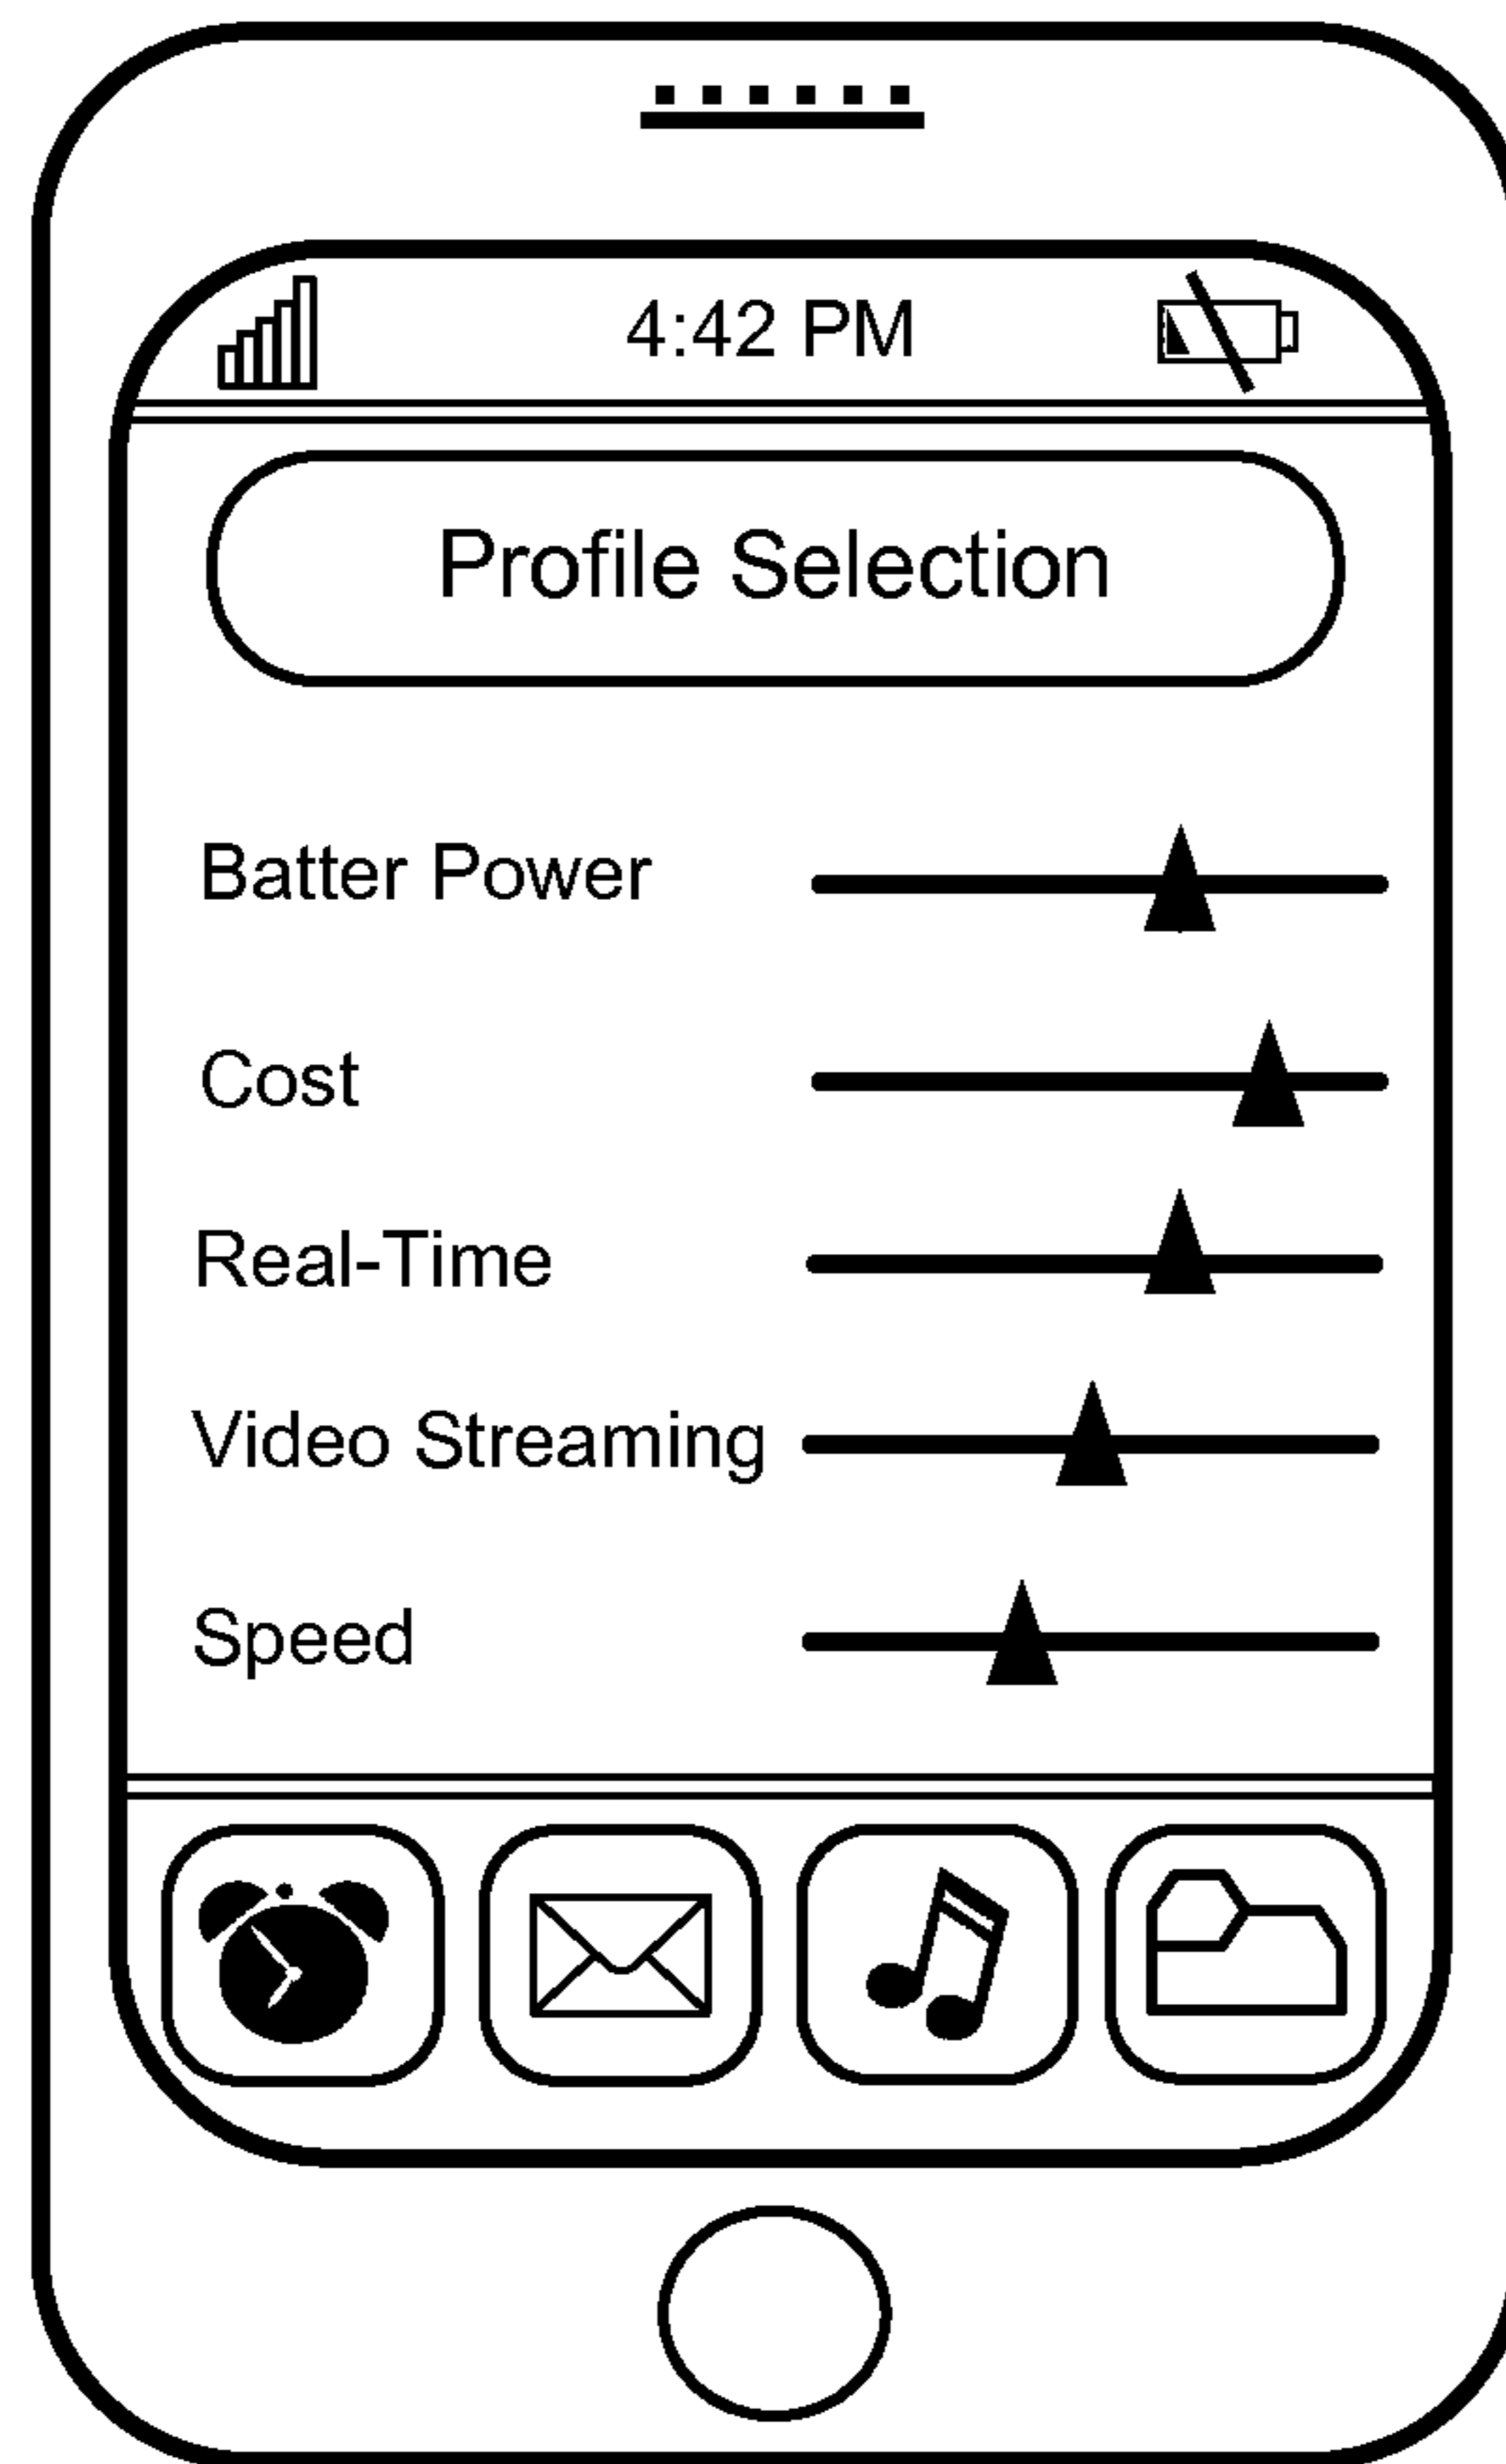 4:42 PM
Profile Selection
Batter Power
Cost
Real-Time
Video Streaming
Speed